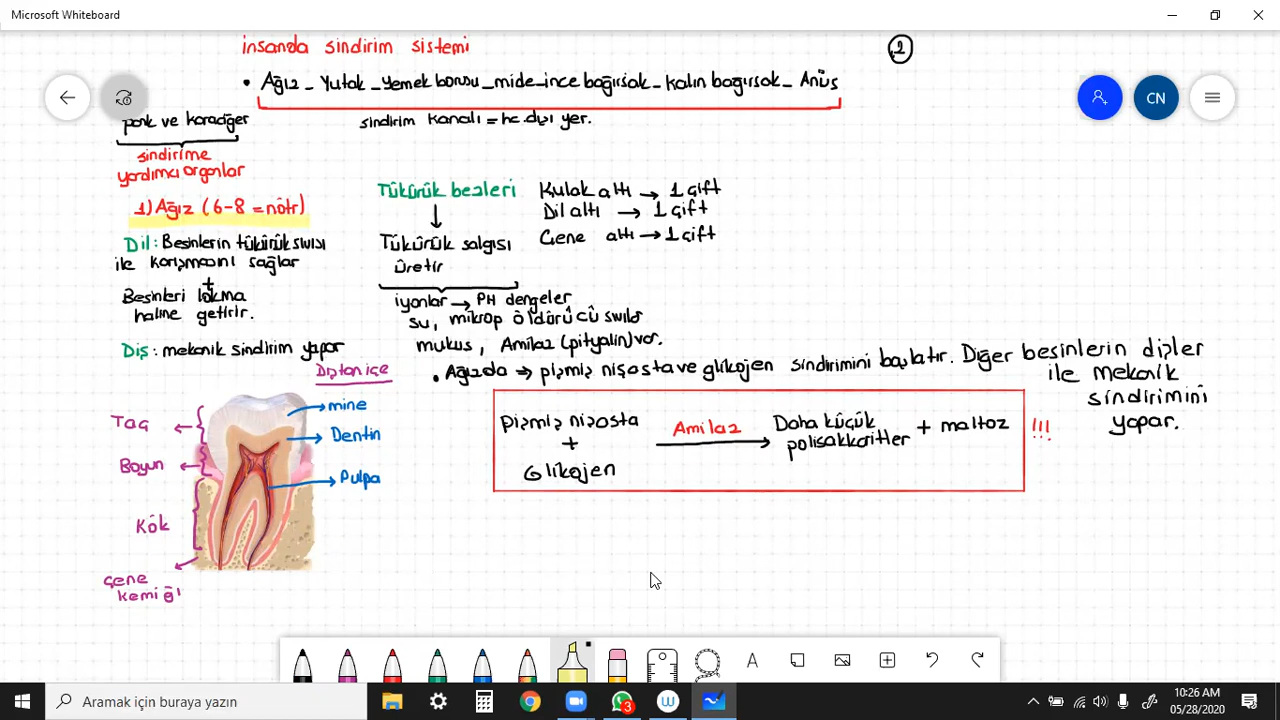 Microsoft Whiteboard
insanda sindirim sistemi
2
• Ağız - Yutak - yemek borusu - mide - ince bağırsak - kalın bağırsak - Anüs
CN
pank ve karaciğer
sindirim kanalı = hc. dışı yer.
sindirime
yardımcı organlar
1) Ağız (6-8 = nötr)
Dil: Besinlerin tükürük sıvısı
ile karışmasını sağlar
+
Besinleri lokma
haline getirir.
Diş: mekanik sindirim yapar
Tükürük bezleri
Kulak altı → 1 çift
Dil altı → 1 çift
Çene altı → 1 çift
Tükürük salgısı
üretir
iyonlar → PH dengeler
su, mikrop öldürücü sıvılar
mukus, Amilaz (pityalin) var.
• Ağızda ⇒ pişmiş nişasta ve glikojen sindirimini başlatır. Diğer besinlerin dişler
ile mekanik
sindirimini
yapar.
Dıştan içe
Taç
mine
Dentin
Boyun
Pulpa
Kök
Çene
kemiği
pişmiş nişasta
+
Glikojen
Amilaz
Daha küçük
polisakkaritler
+ maltoz
!!!
Aramak için buraya yazın
3
10:26 AM
05/28/2020